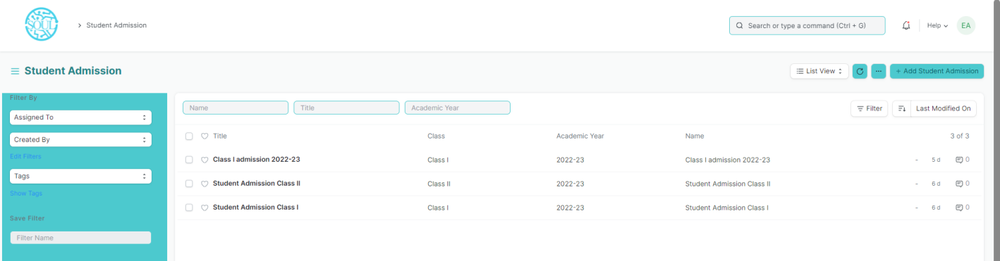 SOUL
> Student Admission
Search or type a command (Ctrl + G)
Help
EA
Student Admission
List View
...
+ Add Student Admission
Filter By
Assigned To
Created By
Edit Filters
Tags
Show Tags
Save Filter
Filter Name
Name Title Academic Year
Filter
Last Modified On
Title Class Academic Year Name 3 of 3
Class I admission 2022-23 Class I 2022-23 Class I admission 2022-23 - 5 d 0
Student Admission Class II Class II 2022-23 Student Admission Class II - 6 d 0
Student Admission Class I Class I 2022-23 Student Admission Class I - 6 d 0